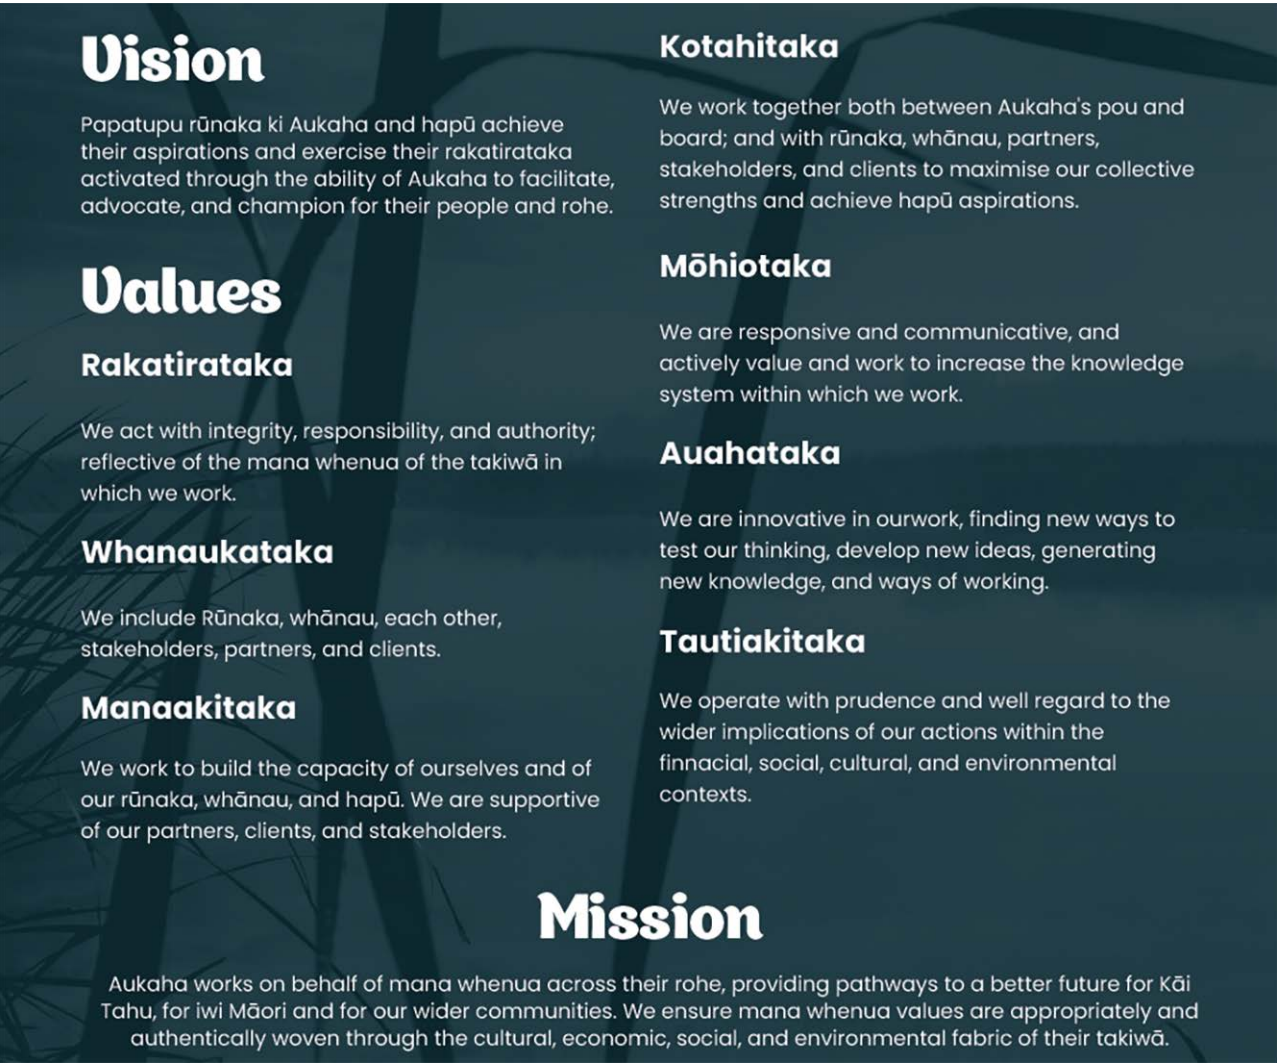 Vision
Papatupu rūnaka ki Aukaha and hapū achieve
their aspirations and exercise their rakatirataka
activated through the ability of Aukaha to facilitate,
advocate, and champion for their people and rohe.
Values
Rakatirataka
We act with integrity, responsibility, and authority;
reflective of the mana whenua of the takiwā in
which we work.
Whanaukataka
We include Rūnaka, whānau, each other,
stakeholders, partners, and clients.
Manaakitaka
We work to build the capacity of ourselves and of
our rūnaka, whānau, and hapū. We are supportive
of our partners, clients, and stakeholders.
Kotahitaka
We work together both between Aukaha's pou and
board; and with rūnaka, whānau, partners,
stakeholders, and clients to maximise our collective
strengths and achieve hapū aspirations.
Mōhiotaka
We are responsive and communicative, and
actively value and work to increase the knowledge
system within which we work.
Auahataka
We are innovative in ourwork, finding new ways to
test our thinking, develop new ideas, generating
new knowledge, and ways of working.
Tautiakitaka
We operate with prudence and well regard to the
wider implications of our actions within the
finnacial, social, cultural, and environmental
contexts.
Mission
Aukaha works on behalf of mana whenua across their rohe, providing pathways to a better future for Kāi
Tahu, for iwi Māori and for our wider communities. We ensure mana whenua values are appropriately and
authentically woven through the cultural, economic, social, and environmental fabric of their takiwā.